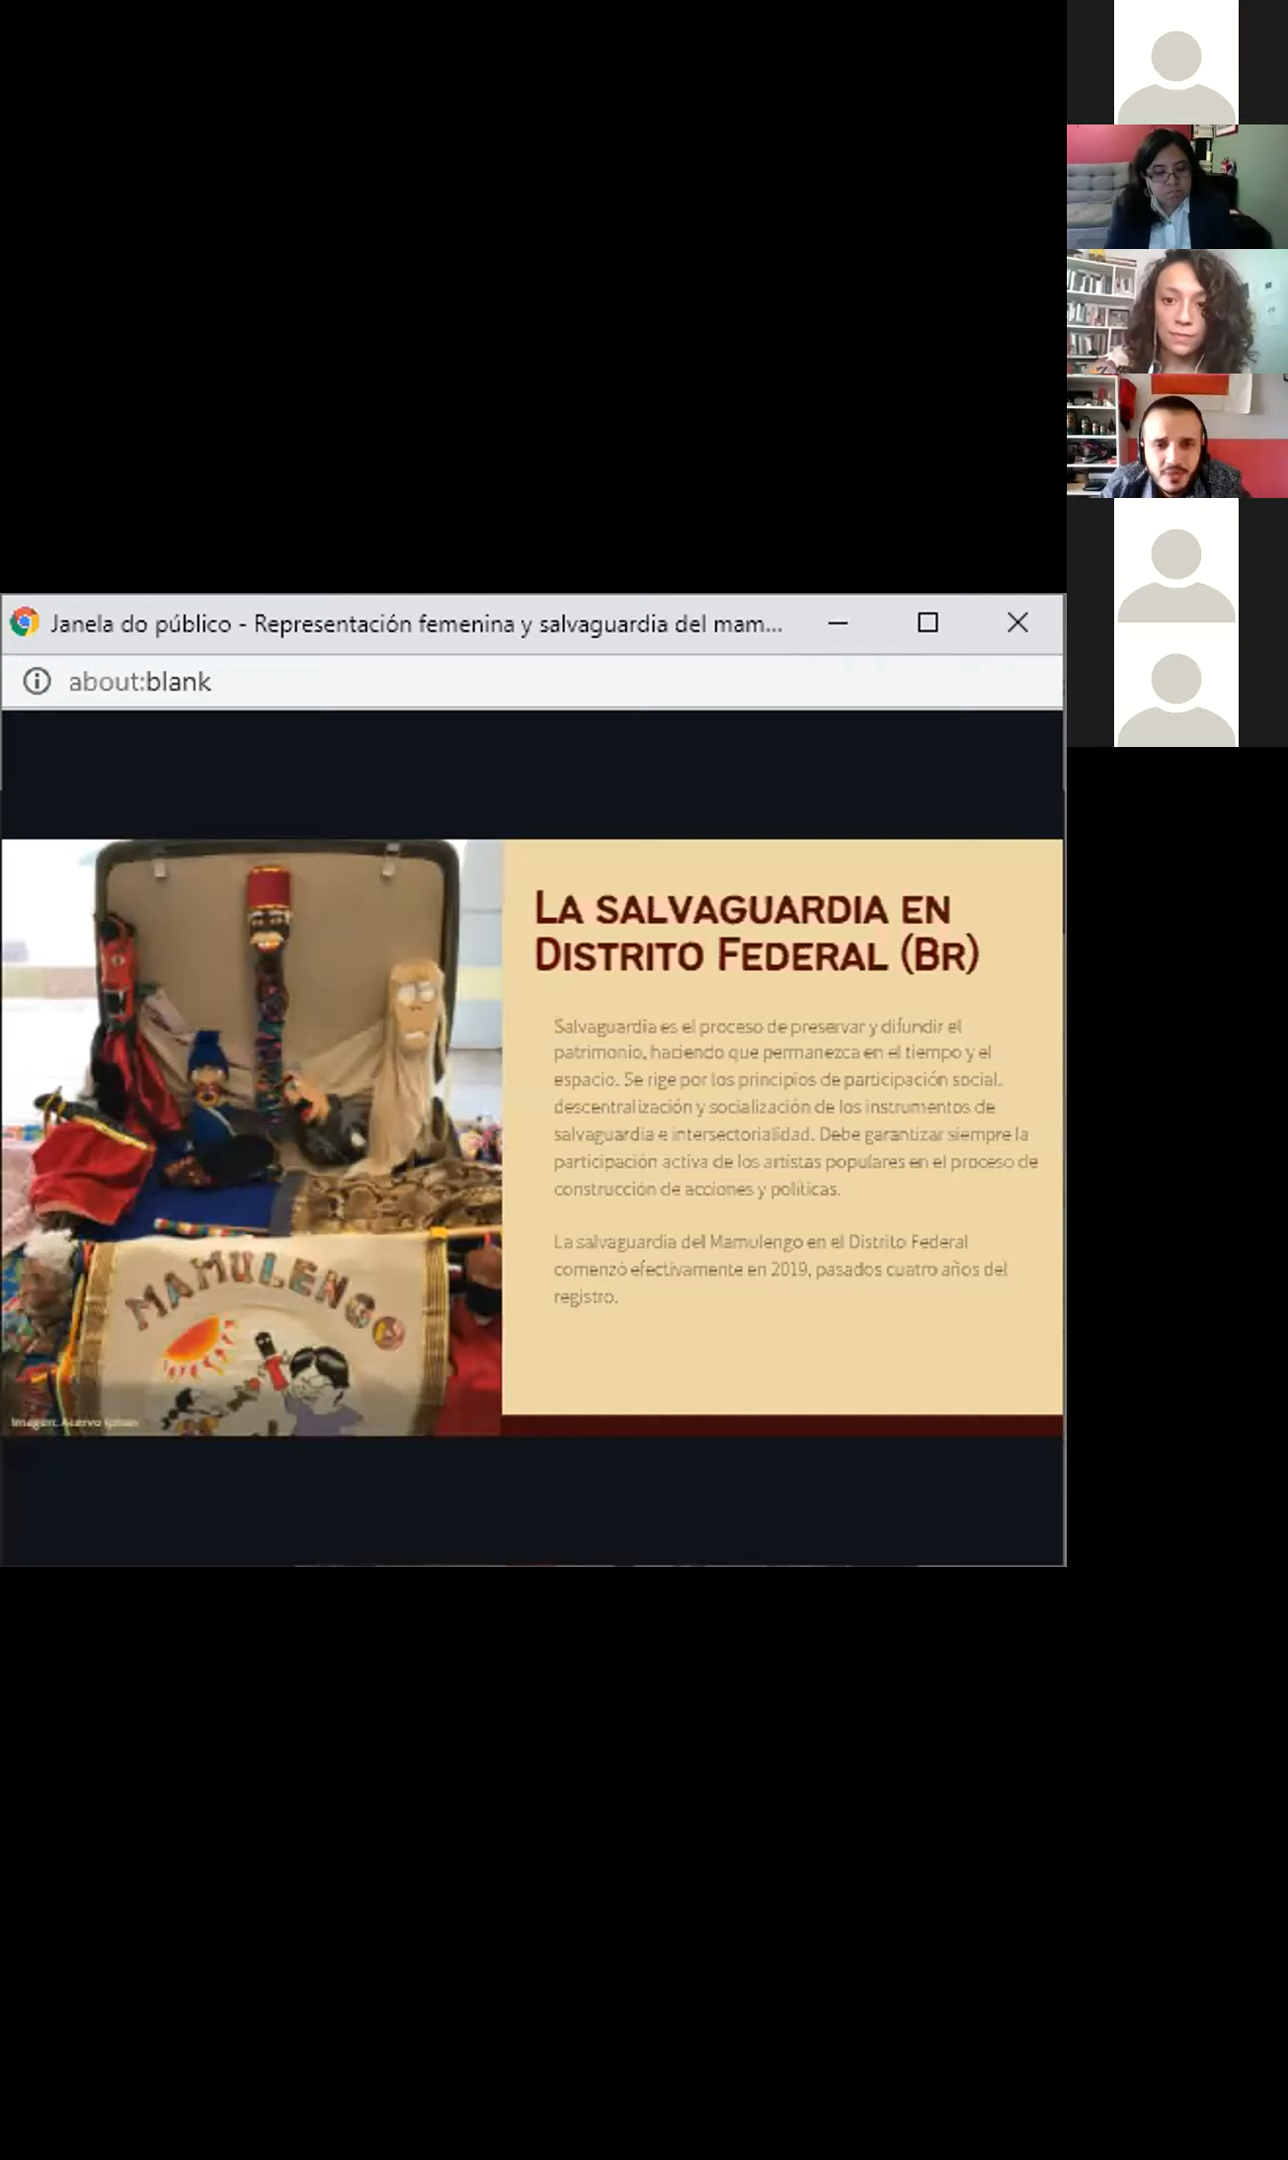 Janela do público - Representación femenina y salvaguardia del mam...
about:blank
LA SALVAGUARDIA EN
DISTRITO FEDERAL (BR)
Salvaguardia es el proceso de preservar y difundir el
patrimonio, haciendo que permanezca en el tiempo y el
espacio. Se rige por los principios de participación social,
descentralización y socialización de los instrumentos de
salvaguardia e intersectorialidad. Debe garantizar siempre la
participación activa de los artistas populares en el proceso de
construcción de acciones y políticas.
La salvaguardia del Mamulengo en el Distrito Federal
comenzó efectivamente en 2019, pasados cuatro años del
registro.
MAMULENGO
Imagen: Acervo Iphan